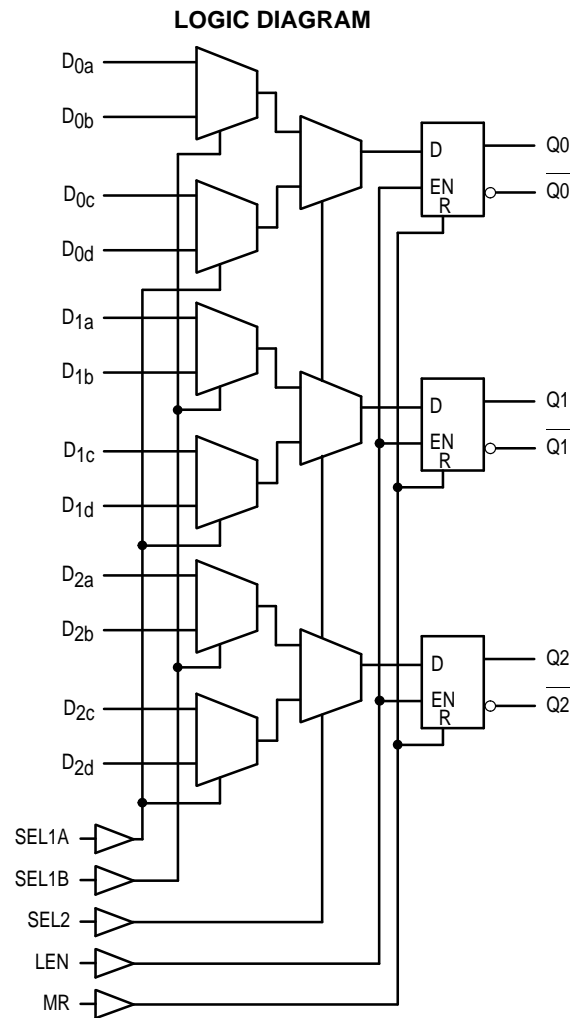 LOGIC DIAGRAM
D0a
D0b
D0c
D0d
D EN R
Q0
Q0
D1a
D1b
D1c
D1d
D EN R
Q1
Q1
D2a
D2b
D2c
D2d
D EN R
Q2
Q2
SEL1A
SEL1B
SEL2
LEN
MR